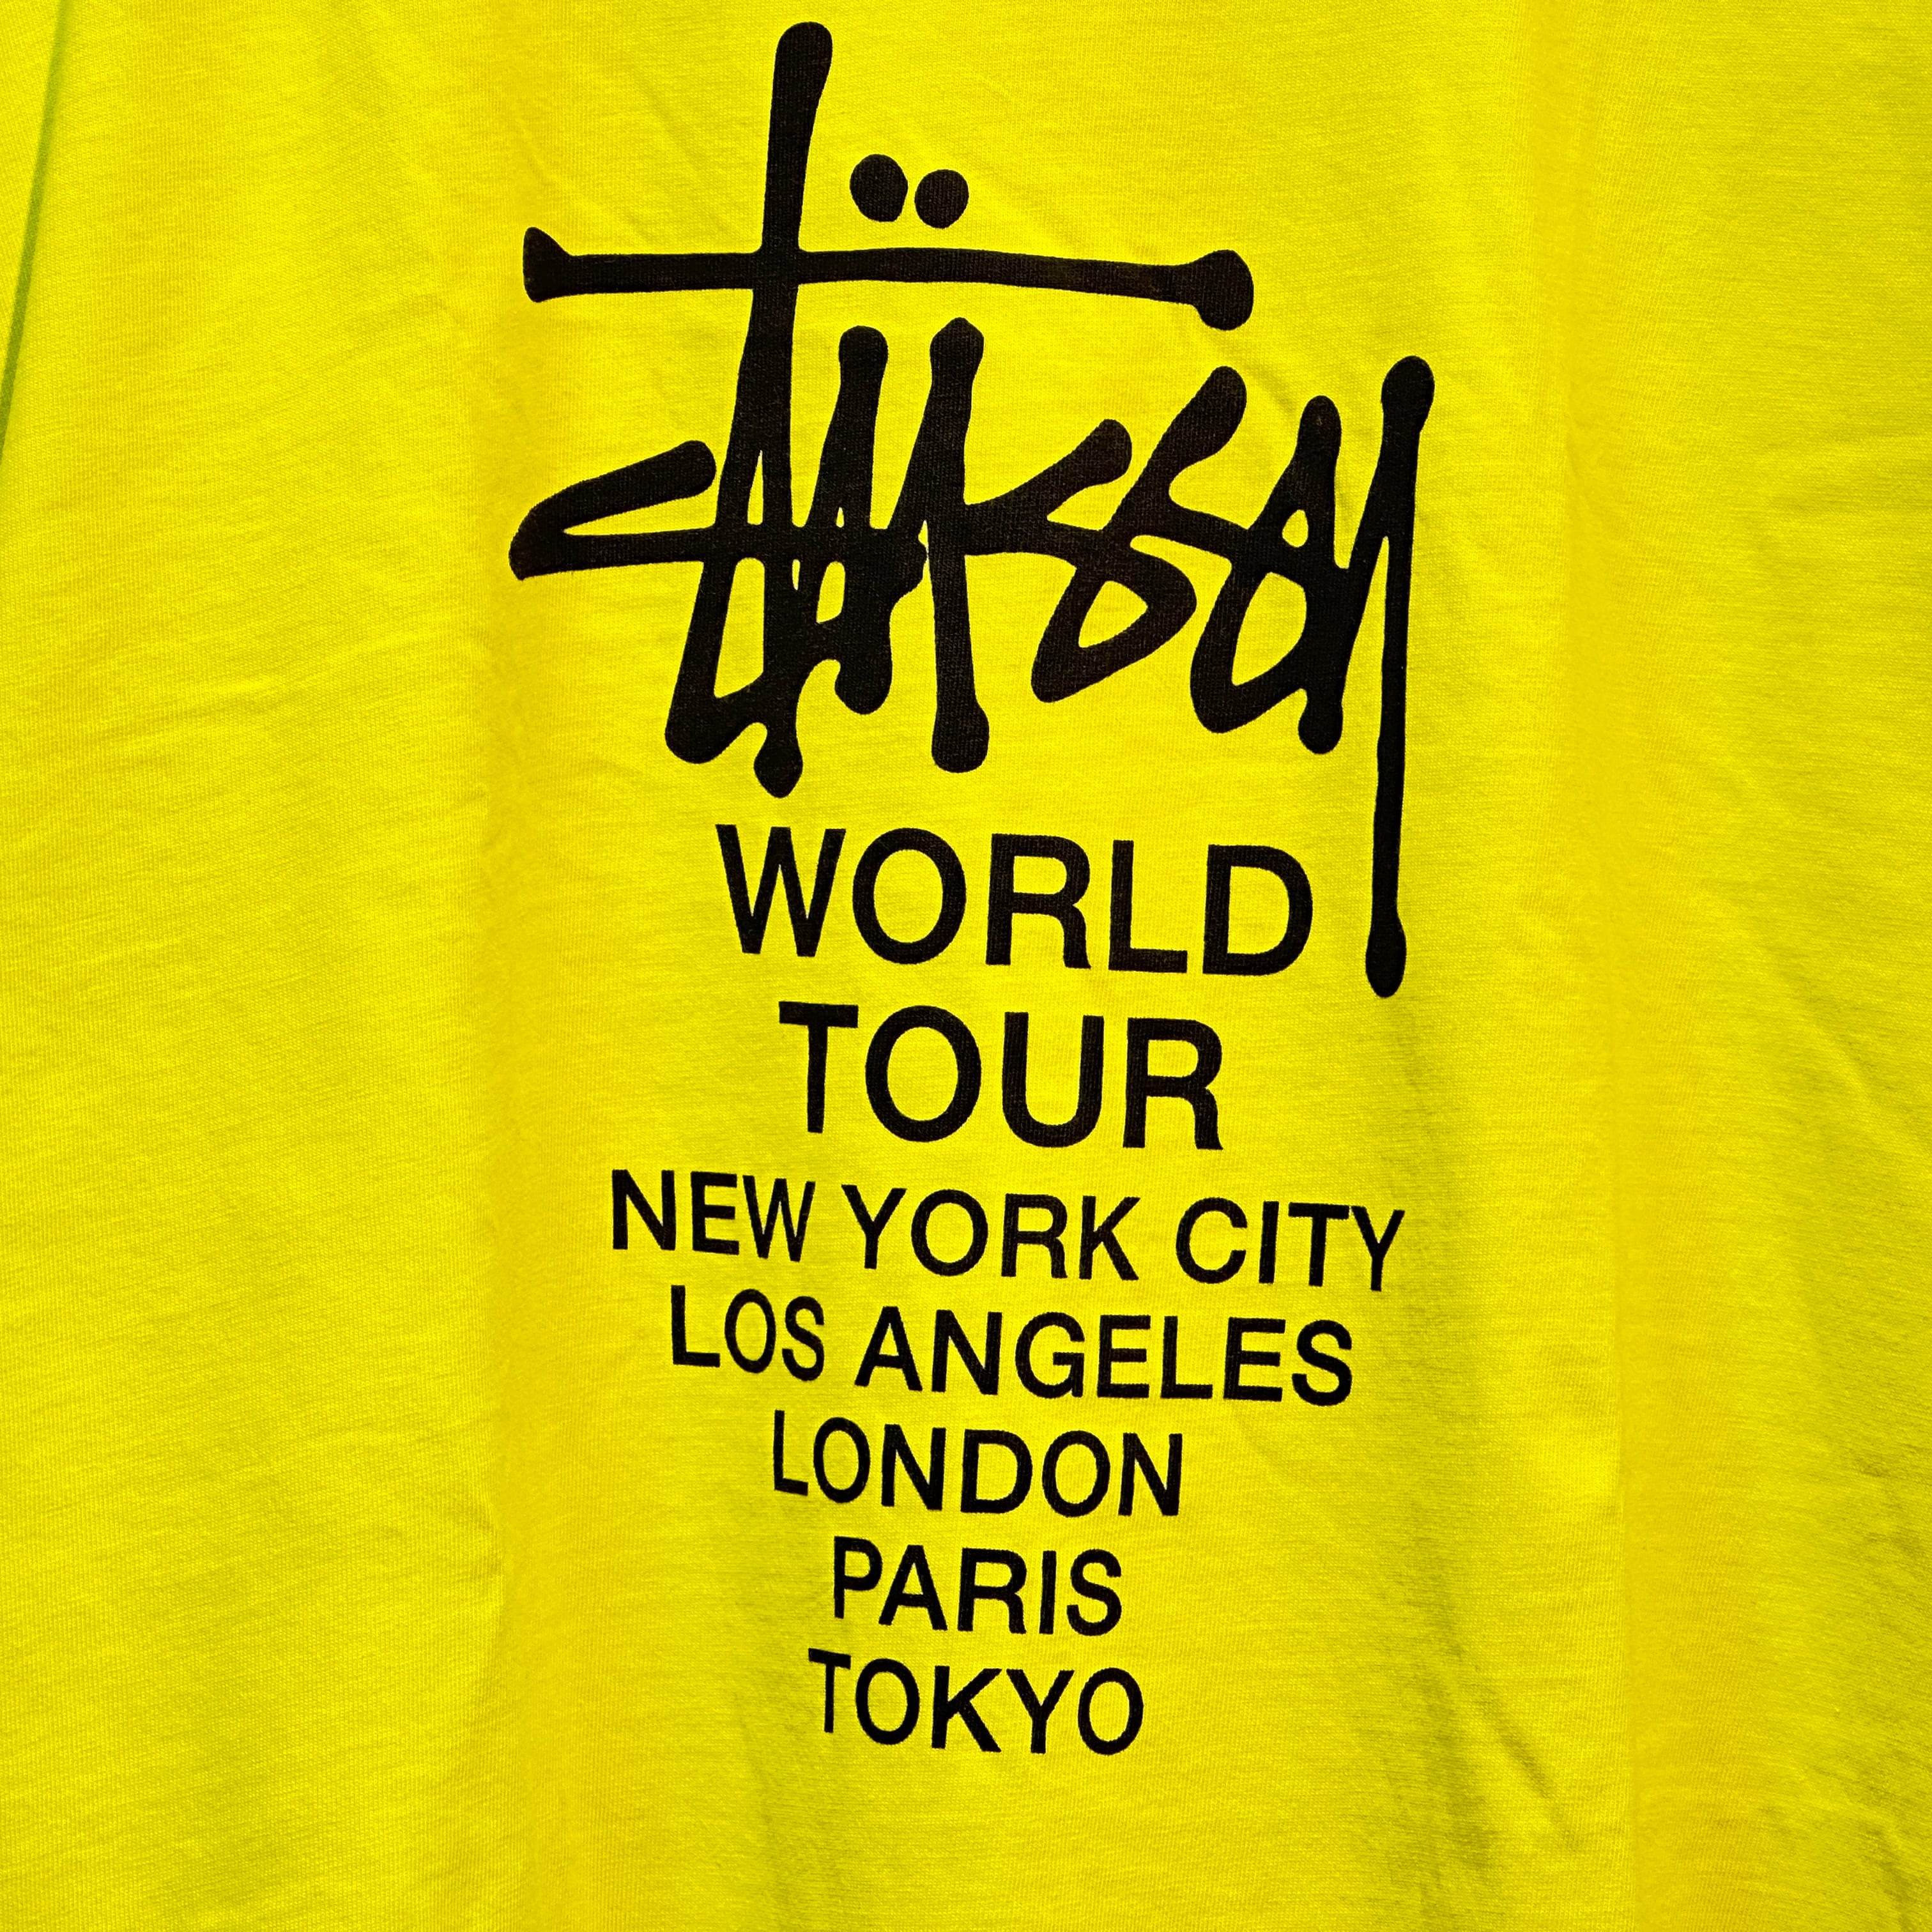 Stüssy
WORLD
TOUR
NEW YORK CITY
LOS ANGELES
LONDON
PARIS
TOKYO